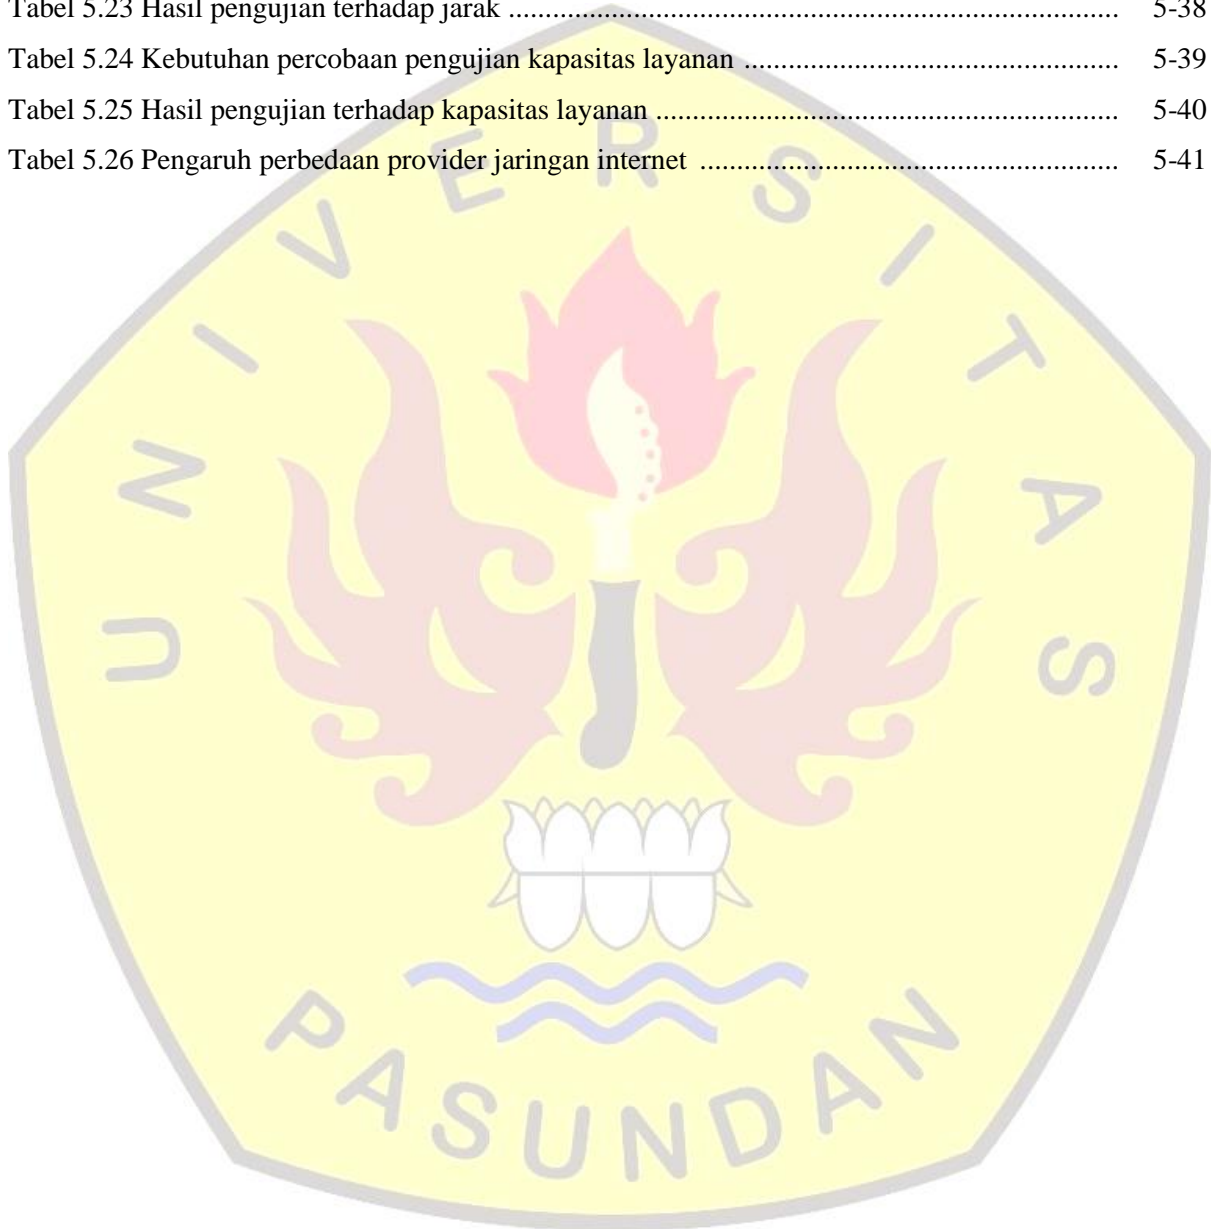 Tabel 5.23 Hasil pengujian terhadap jarak .................................................................................... 5-38
Tabel 5.24 Kebutuhan percobaan pengujian kapasitas layanan ................................................... 5-39
Tabel 5.25 Hasil pengujian terhadap kapasitas layanan ............................................................... 5-40
Tabel 5.26 Pengaruh perbedaan provider jaringan internet ......................................................... 5-41
UNIVERSITAS
PASUNDAN